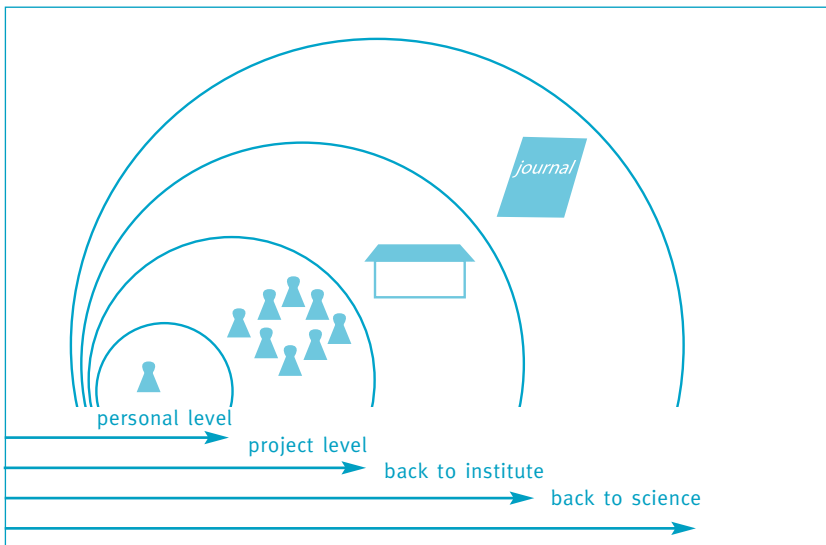 journal
personal level
project level
back to institute
back to science